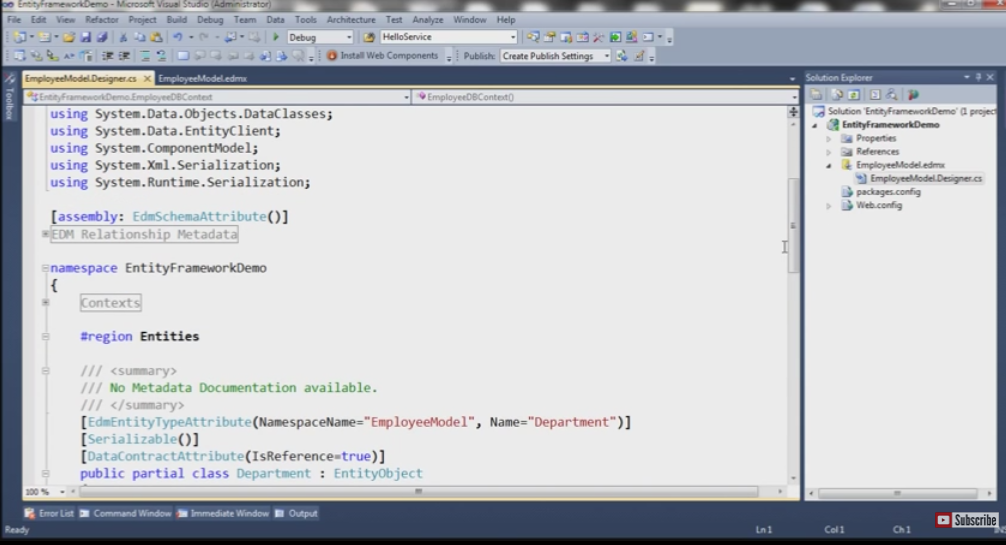 EntityFrameworkDemo - Microsoft Visual Studio (Administrator)
File Edit View Refactor Project Build Debug Team Data Tools Architecture Test Analyze Window Help
Debug HelloService
Install Web Components Publish: Create Publish Settings
EmployeeModel.Designer.cs EmployeeModel.edmx
Toolbox
EntityFrameworkDemo.EmployeeDBContext EmployeeDBContext()
using System.Data.Objects.DataClasses;
using System.Data.EntityClient;
using System.ComponentModel;
using System.Xml.Serialization;
using System.Runtime.Serialization;
[assembly: EdmSchemaAttribute()]
EDM Relationship Metadata
namespace EntityFrameworkDemo
{
Contexts
#region Entities
/// <summary>
/// No Metadata Documentation available.
/// </summary>
[EdmEntityTypeAttribute(NamespaceName="EmployeeModel", Name="Department")]
[Serializable()]
[DataContractAttribute(IsReference=true)]
public partial class Department : EntityObject
100 %
Solution Explorer
Solution 'EntityFrameworkDemo' (1 project
EntityFrameworkDemo
Properties
References
EmployeeModel.edmx
EmployeeModel.Designer.cs
packages.config
Web.config
Error List Command Window Immediate Window Output
Ready Ln 1 Col 1 Ch 1
Subscribe